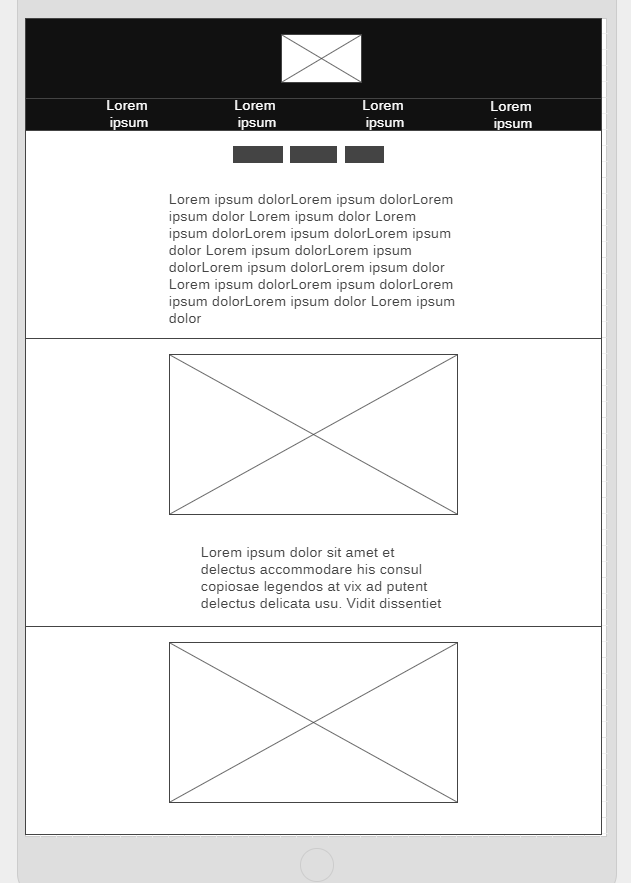 Lorem ipsum
Lorem ipsum
Lorem ipsum
Lorem ipsum
Lorem ipsum dolorLorem ipsum dolorLorem
ipsum dolor Lorem ipsum dolor Lorem
ipsum dolorLorem ipsum dolorLorem ipsum
dolor Lorem ipsum dolorLorem ipsum
dolorLorem ipsum dolorLorem ipsum dolor
Lorem ipsum dolorLorem ipsum dolorLorem
ipsum dolorLorem ipsum dolor Lorem ipsum
dolor
Lorem ipsum dolor sit amet et
delectus accommodare his consul
copiosae legendos at vix ad putent
delectus delicata usu. Vidit dissentiet